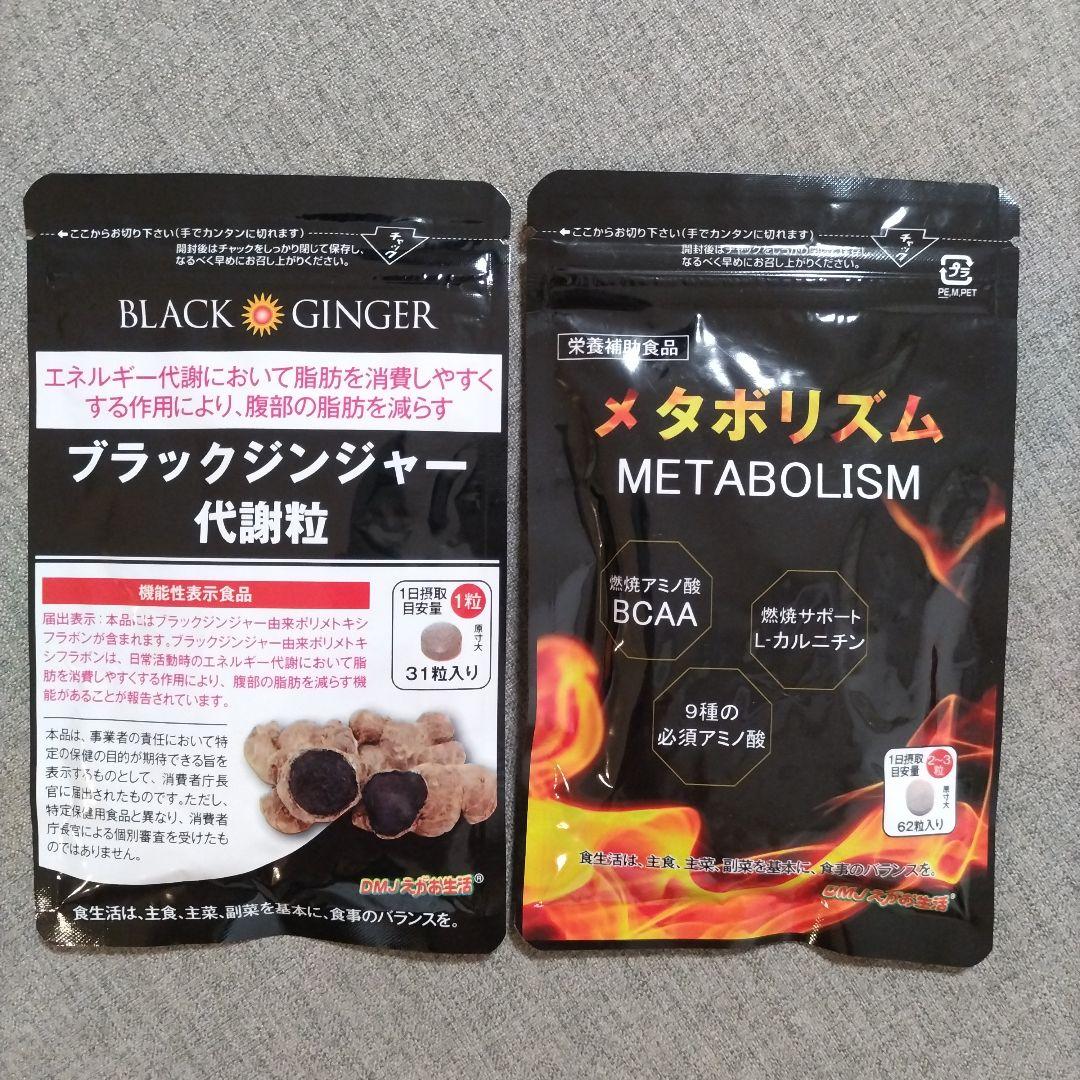 ←ここからお切り下さい(手でカンタンに切れます)
チャック
開封後はチャックをしっかり閉じて保存し、
なるべく早めにお召し上がりください。
BLACK GINGER
エネルギー代謝において脂肪を消費しやすく
する作用により、腹部の脂肪を減らす
ブラックジンジャー
代謝粒
機能性表示食品
届出表示:本品にはブラックジンジャー由来ポリメトキシ
フラボンが含まれます。ブラックジンジャー由来ポリメトキ
シフラボンは、日常活動時のエネルギー代謝において脂
肪を消費しやすくする作用により、腹部の脂肪を減らす機
能があることが報告されています。
1日摂取
目安量
1粒
原寸大
31粒入り
本品は、事業者の責任において特
定の保健の目的が期待できる旨を
表示するものとして、消費者庁長
官に届出されたものです。ただし、
特定保健用食品と異なり、消費者
庁長官による個別審査を受けたも
のではありません。
DMJえがお生活®
食生活は、主食、主菜、副菜を基本に、食事のバランスを。
←ここからお切り下さい(手でカンタンに切れます)
チャック
開封後はチャックをしっかり閉じて保存し、
なるべく早めにお召し上がりください。
プラ
PE,M,PET
栄養補助食品
メタボリズム
METABOLISM
燃焼アミノ酸
BCAA
燃焼サポート
L-カルニチン
9種の
必須アミノ酸
1日摂取
目安量
2~3
粒
原寸大
62粒入り
食生活は、主食、主菜、副菜を基本に、食事のバランスを。
DMJえがお生活®